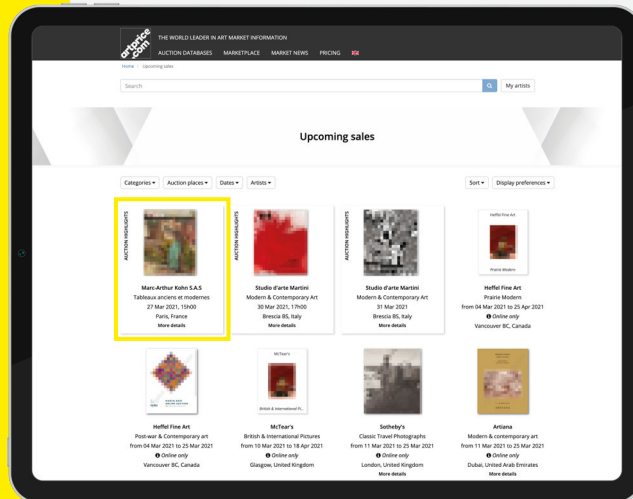 artprice
.com
THE WORLD LEADER IN ART MARKET INFORMATION
AUCTION DATABASES MARKETPLACE MARKET NEWS PRICING
Home / Upcoming sales
Search
My artists
Upcoming sales
Categories Auction places Dates Artists Sort Display preferences
AUCTION HIGHLIGHTS
Marc-Arthur Kohn S.A.S
Tableaux anciens et modernes
27 Mar 2021, 15h00
Paris, France
More details
AUCTION HIGHLIGHTS
Studio d'arte Martini
Modern & Contemporary Art
30 Mar 2021, 17h00
Brescia BS, Italy
More details
AUCTION HIGHLIGHTS
Studio d'arte Martini
Modern & Contemporary Art
31 Mar 2021
Brescia BS, Italy
More details
Heffel Fine Art
Prairie Modern
Heffel Fine Art
Prairie Modern
from 04 Mar 2021 to 25 Apr 2021
Online only
Vancouver BC, Canada
Heffel Fine Art
Post-war & Contemporary art
from 04 Mar 2021 to 25 Mar 2021
Online only
Vancouver BC, Canada
McTear's
British & International Pi...
McTear's
British & International Pictures
from 10 Mar 2021 to 18 Apr 2021
Online only
Glasgow, United Kingdom
Sotheby's
Classic Travel Photographs
from 11 Mar 2021 to 25 Mar 2021
Online only
London, United Kingdom
More details
Artiana
Modern & contemporary art
from 11 Mar 2021 to 25 Mar 2021
Online only
Dubai, United Arab Emirates
More details